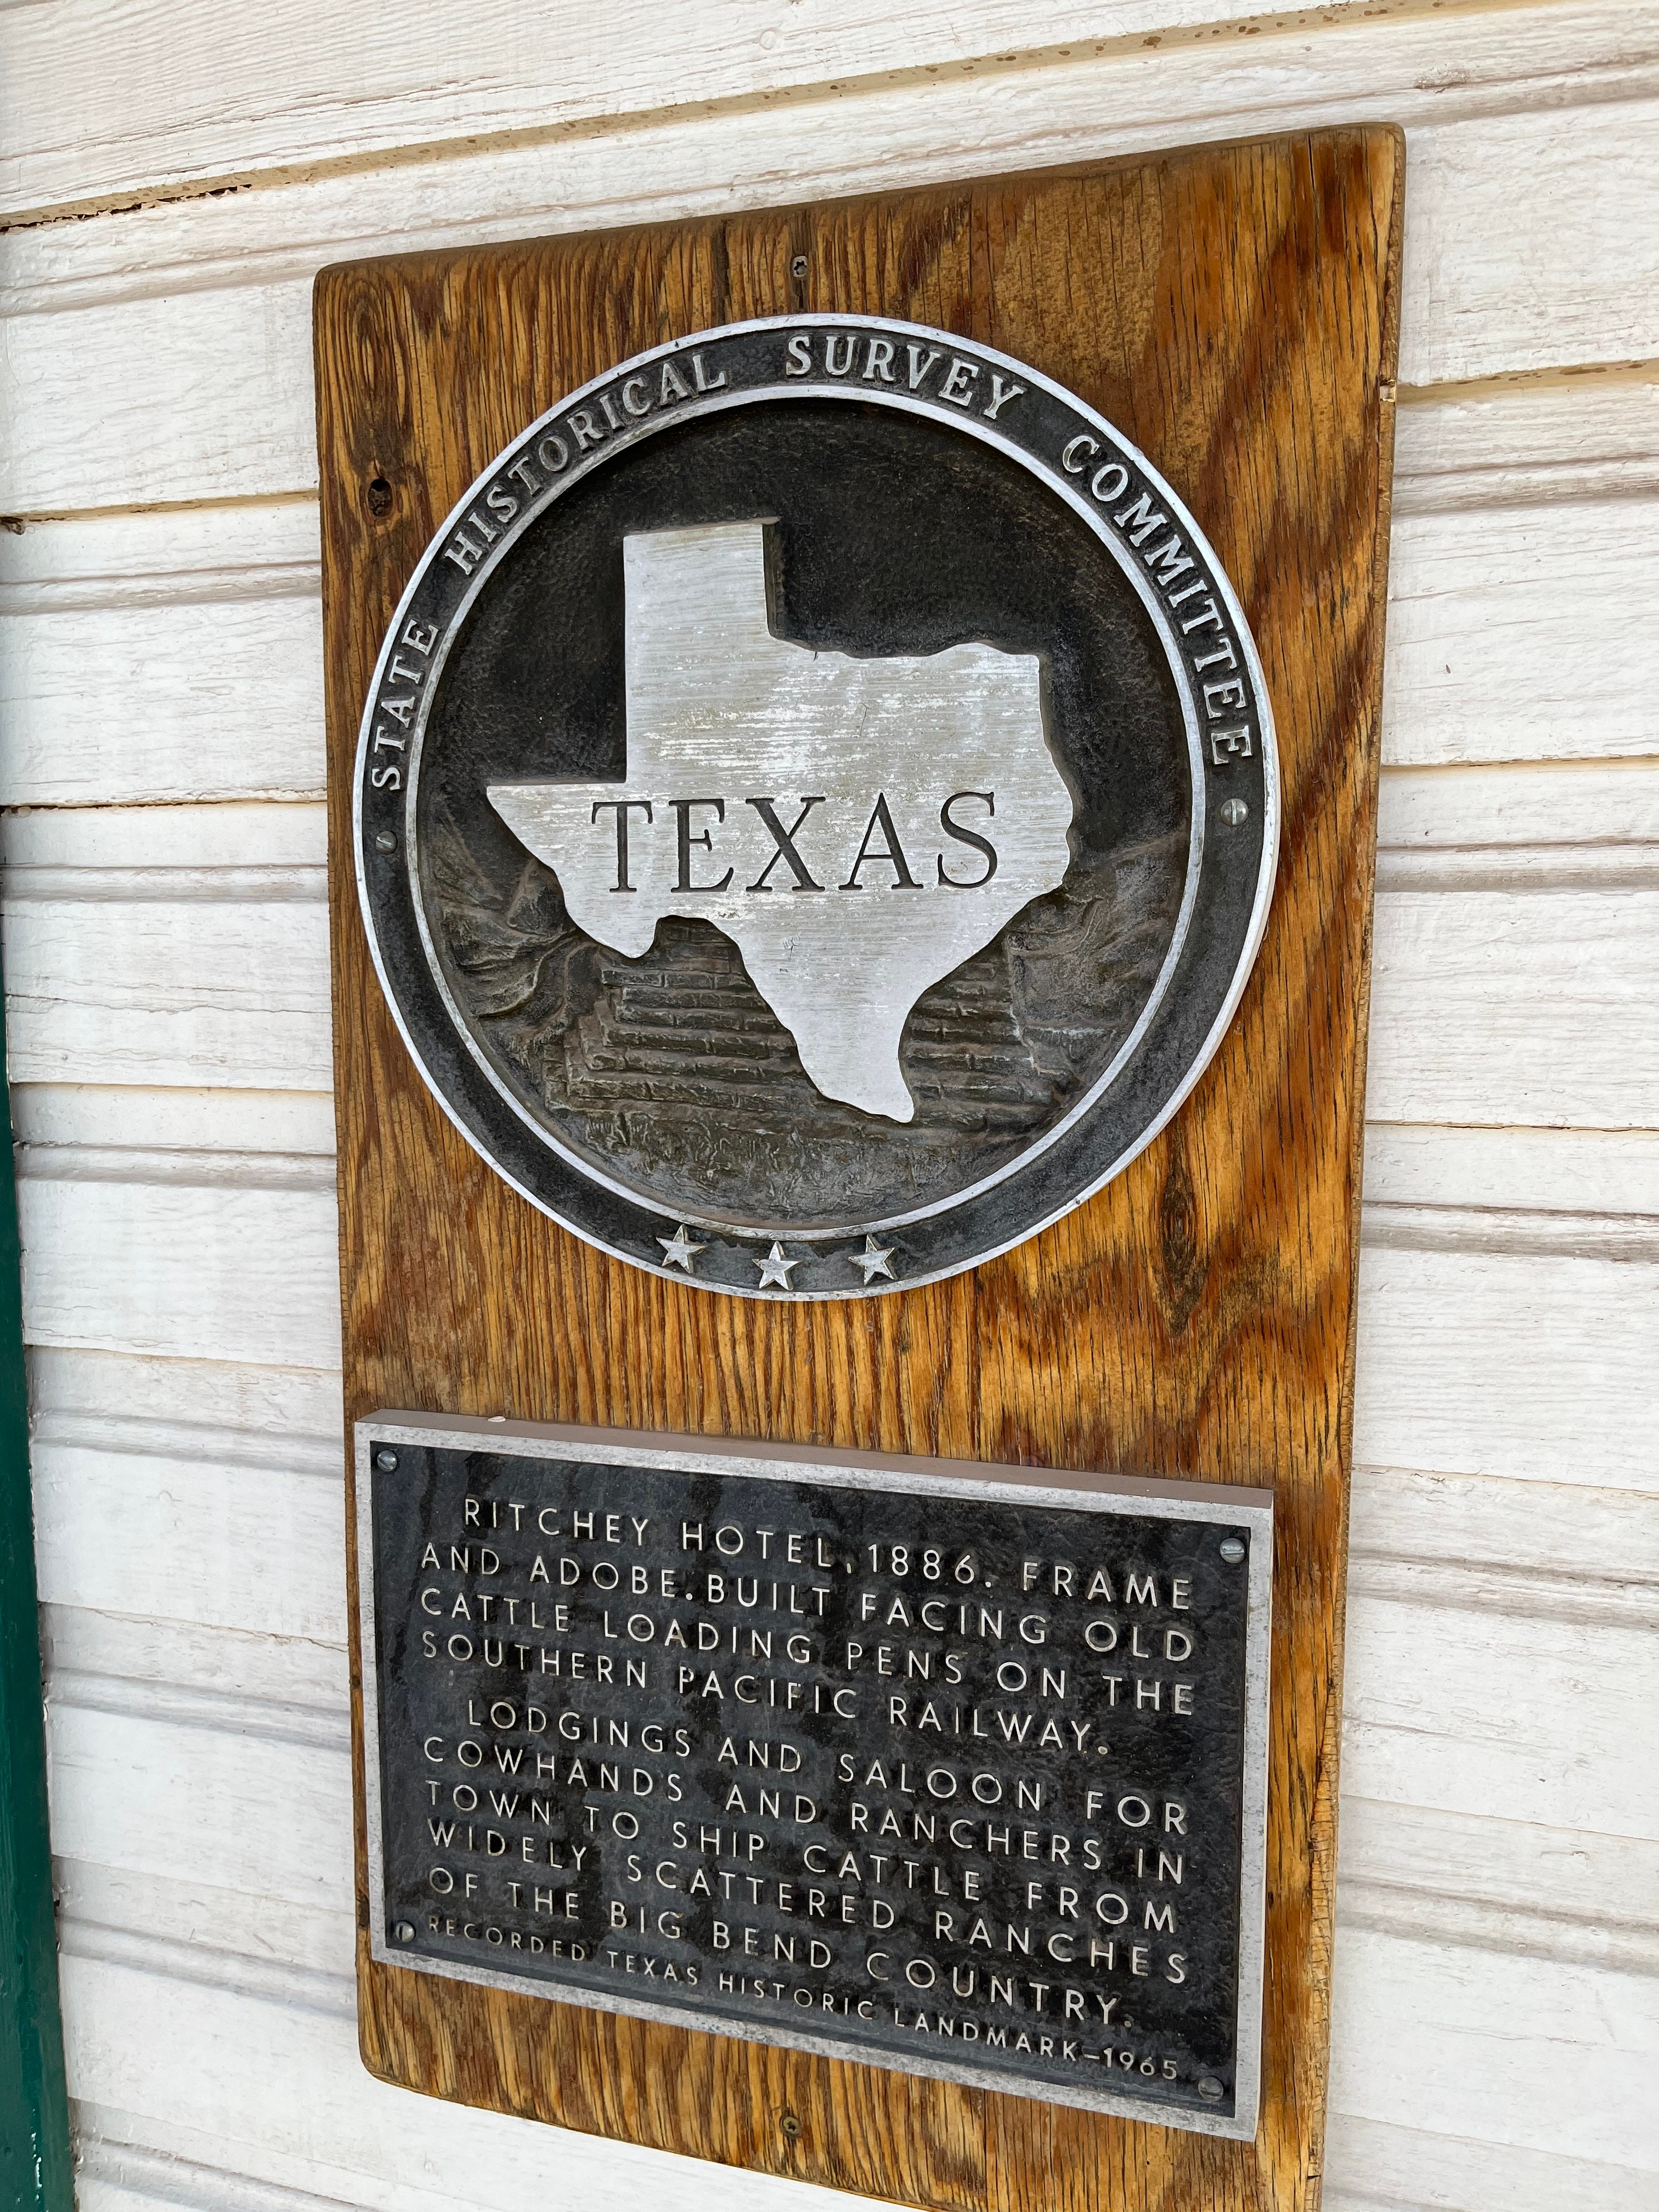 STATE HISTORICAL SURVEY COMMITTEE
TEXAS
RITCHEY HOTEL, 1886. FRAME
AND ADOBE. BUILT FACING OLD
CATTLE LOADING PENS ON THE
SOUTHERN PACIFIC RAILWAY.
LODGINGS AND SALOON FOR
COWHANDS AND RANCHERS IN
TOWN TO SHIP CATTLE FROM
WIDELY SCATTERED RANCHES
OF THE BIG BEND COUNTRY.
RECORDED TEXAS HISTORIC LANDMARK–1965